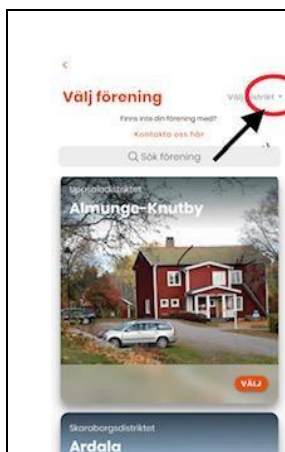 Välj förening
Välj distrikt
Finns inte din förening med?
Kontakta oss här
Sök förening
Uppsaladistriktet
Almunge-Knutby
VÄLJ
Skaraborgsdistriktet
Ardala